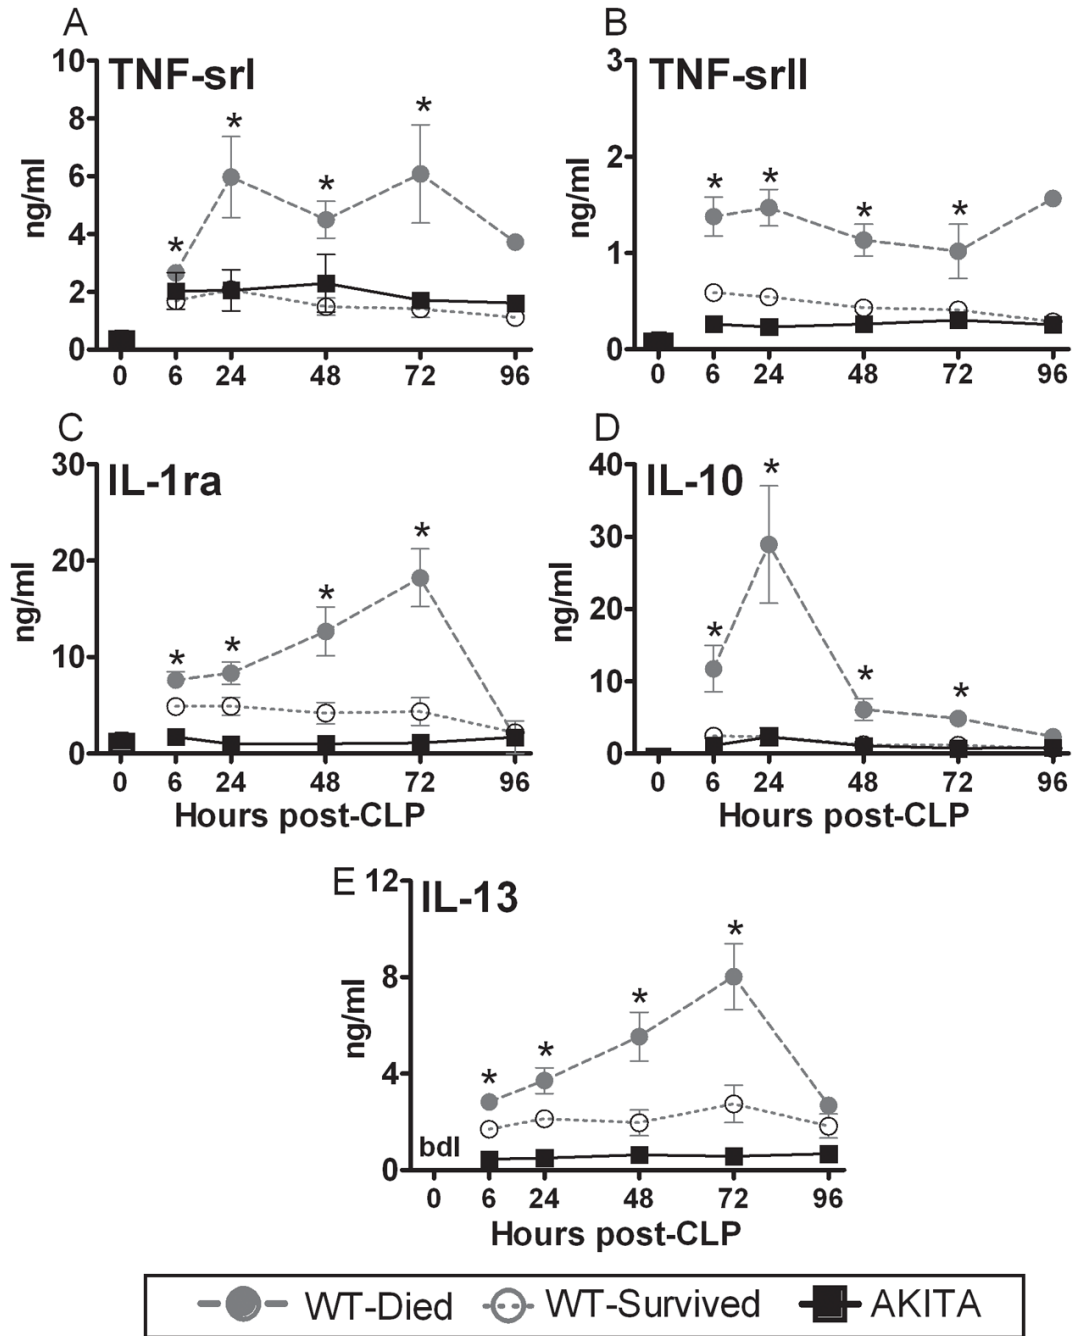 A
TNF-srI
10
8
6
4
2
0
ng/ml
* * * *
0 6 24 48 72 96
B
TNF-srII
3
2
1
0
ng/ml
* * * *
0 6 24 48 72 96
C
IL-1ra
30
20
10
0
ng/ml
* * * *
0 6 24 48 72 96
Hours post-CLP
D
IL-10
40
30
20
10
0
ng/ml
* * * *
0 6 24 48 72 96
Hours post-CLP
E
IL-13
12
8
4
0
ng/ml
* * * *
bdl
0 6 24 48 72 96
Hours post-CLP
WT-Died WT-Survived AKITA